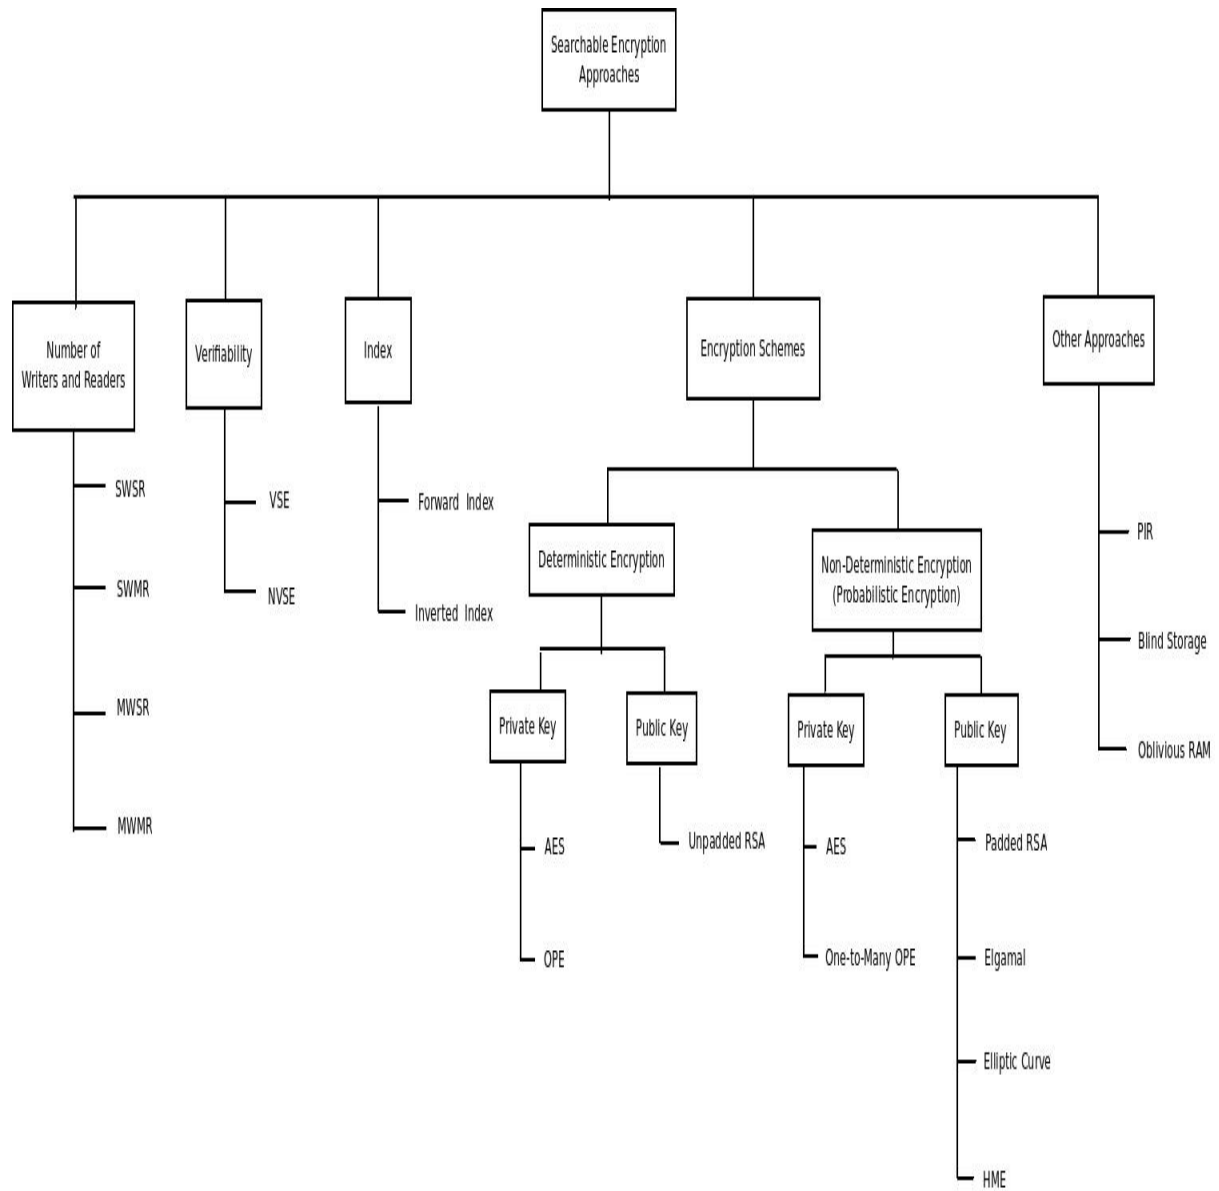 Searchable Encryption
Approaches
Number of
Writers and Readers
SWSR
SWMR
MWSR
MWMR
Verifiability
VSE
NVSE
Index
Forward Index
Inverted Index
Encryption Schemes
Deterministic Encryption
Private Key
AES
OPE
Public Key
Unpadded RSA
Non-Deterministic Encryption
(Probabilistic Encryption)
Private Key
AES
One-to-Many OPE
Public Key
Padded RSA
Elgamal
Elliptic Curve
HME
Other Approaches
PIR
Blind Storage
Oblivious RAM